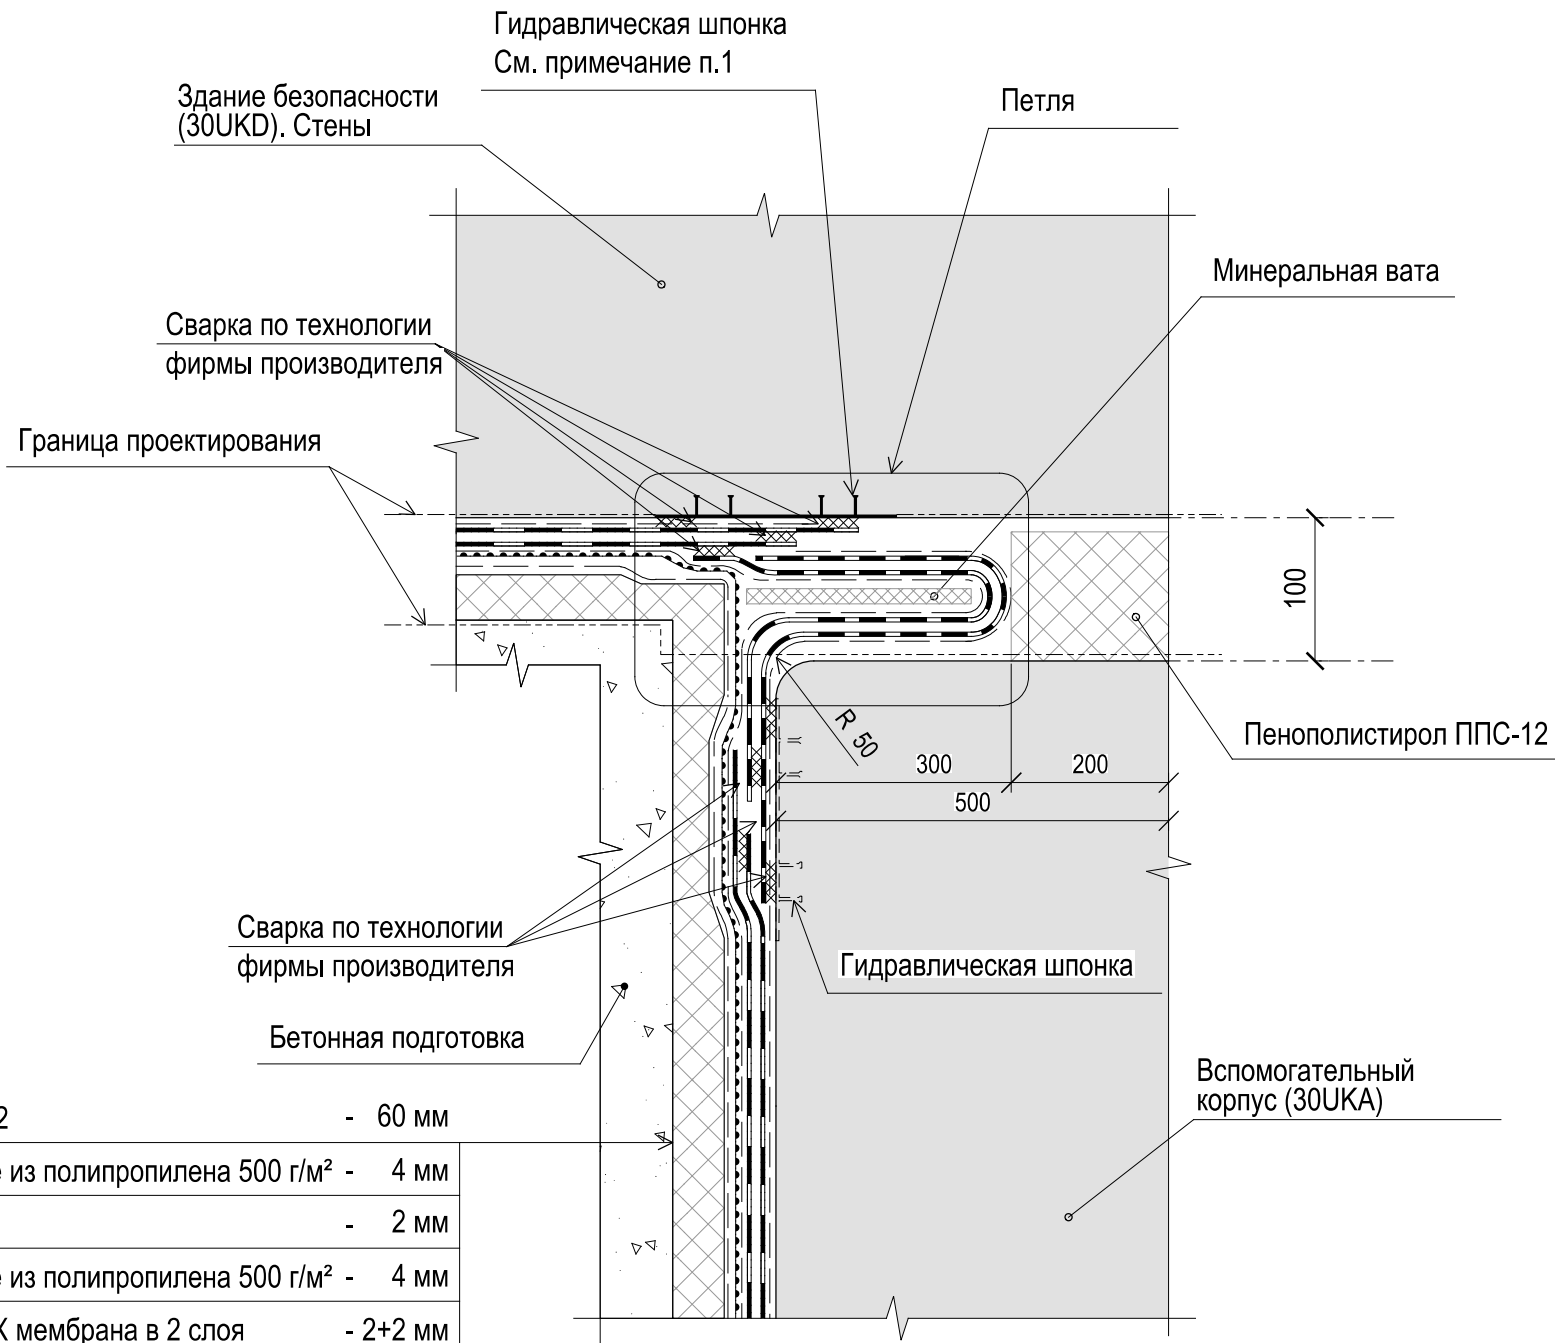 Гидравлическая шпонка
См. примечание п.1
Здание безопасности
(30UKD). Стены
Петля
Минеральная вата
Сварка по технологии
фирмы производителя
Граница проектирования
100
Пенополистирол ППС-12
R 50
300
200
500
Сварка по технологии
фирмы производителя
Гидравлическая шпонка
Бетонная подготовка
Вспомогательный
корпус (30UKA)
2 - 60 мм
е из полипропилена 500 г/м² - 4 мм
- 2 мм
е из полипропилена 500 г/м² - 4 мм
Х мембрана в 2 слоя - 2+2 мм